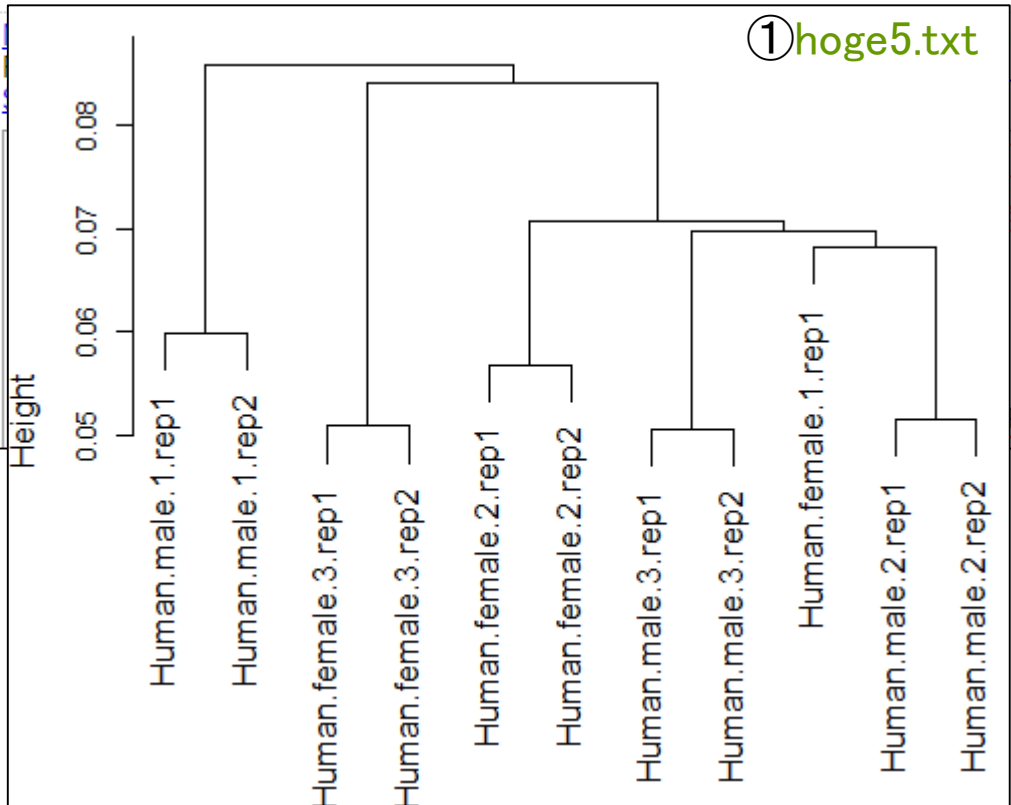 ①hoge5.txt
Height
0.08
0.07
0.06
0.05
Human.male.1.rep1
Human.male.1.rep2
Human.female.3.rep1
Human.female.3.rep2
Human.female.2.rep1
Human.female.2.rep2
Human.male.3.rep1
Human.male.3.rep2
Human.female.1.rep1
Human.male.2.rep1
Human.male.2.rep2